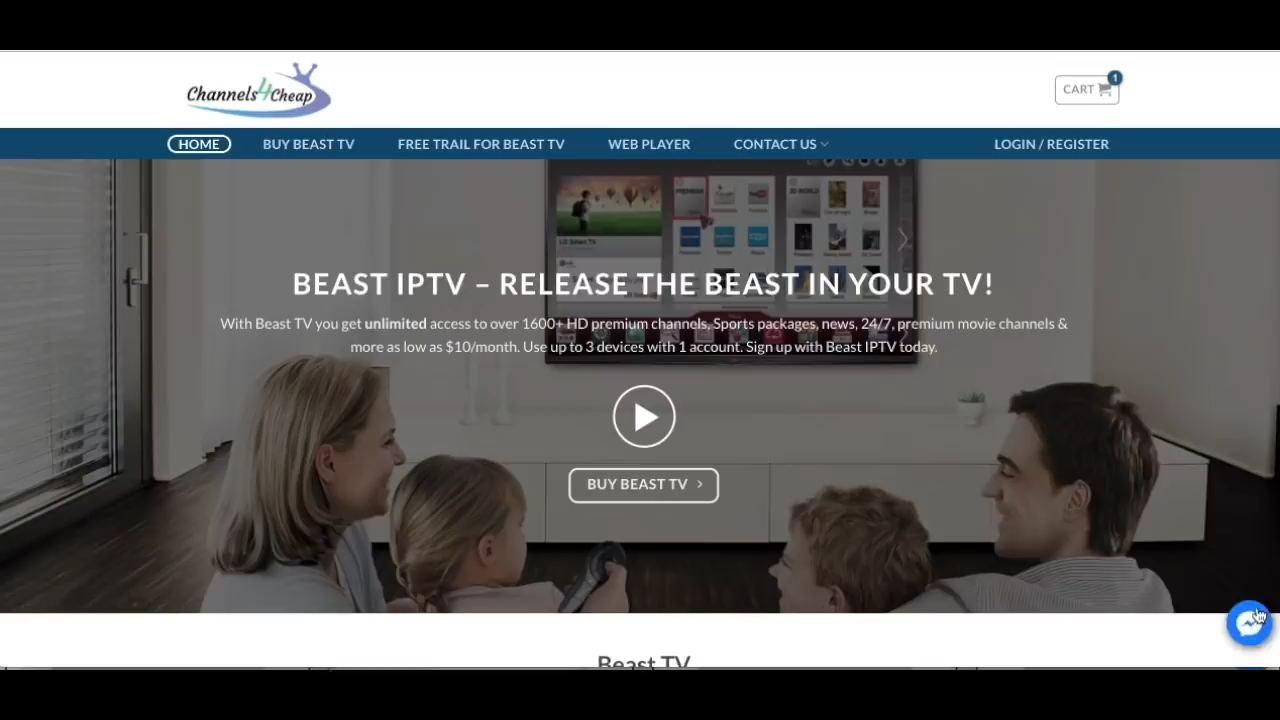 Channels4Cheap
CART
1
HOME
BUY BEAST TV
FREE TRAIL FOR BEAST TV
WEB PLAYER
CONTACT US
LOGIN / REGISTER
PREMIUM
3D WORLD
BEAST IPTV – RELEASE THE BEAST IN YOUR TV!
With Beast TV you get unlimited access to over 1600+ HD premium channels, Sports packages, news, 24/7, premium movie channels &
more as low as $10/month. Use up to 3 devices with 1 account. Sign up with Beast IPTV today.
BUY BEAST TV
Beast TV